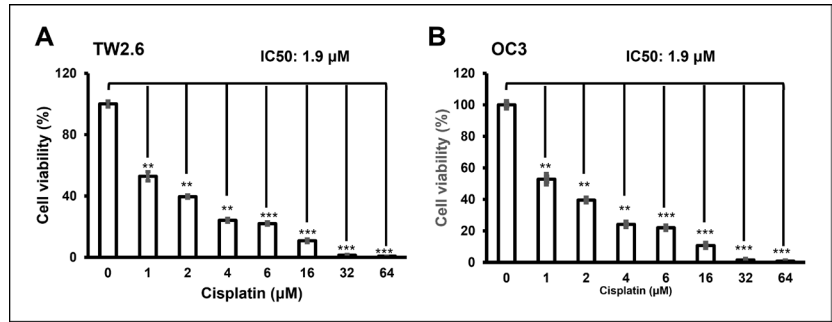 A TW2.6
IC50: 1.9 µM
Cell viability (%)
120
80
40
0
**
**
**
***
***
***
***
0 1 2 4 6 16 32 64
Cisplatin (µM)
B OC3
IC50: 1.9 µM
Cell viability (%)
120
100
80
60
40
20
0
**
**
**
***
***
***
***
0 1 2 4 6 16 32 64
Cisplatin (µM)